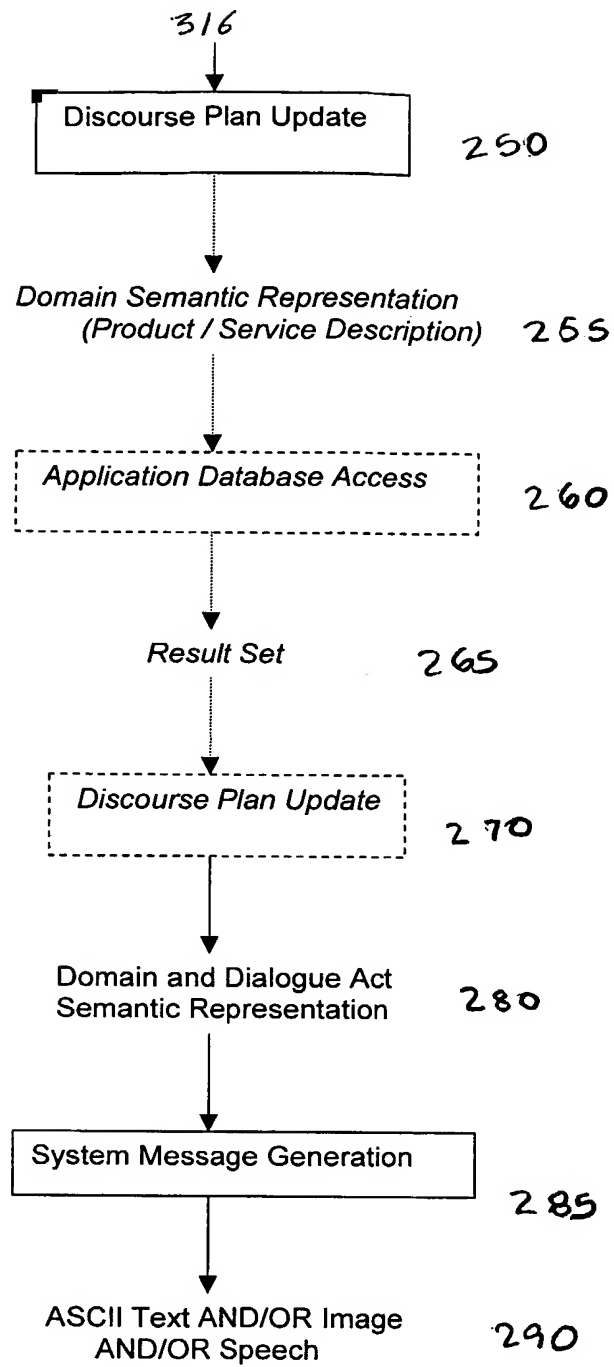 316
Discourse Plan Update
250
Domain Semantic Representation
(Product / Service Description)
255
Application Database Access
260
Result Set
265
Discourse Plan Update
270
Domain and Dialogue Act
Semantic Representation
280
System Message Generation
285
ASCII Text AND/OR Image
AND/OR Speech
290